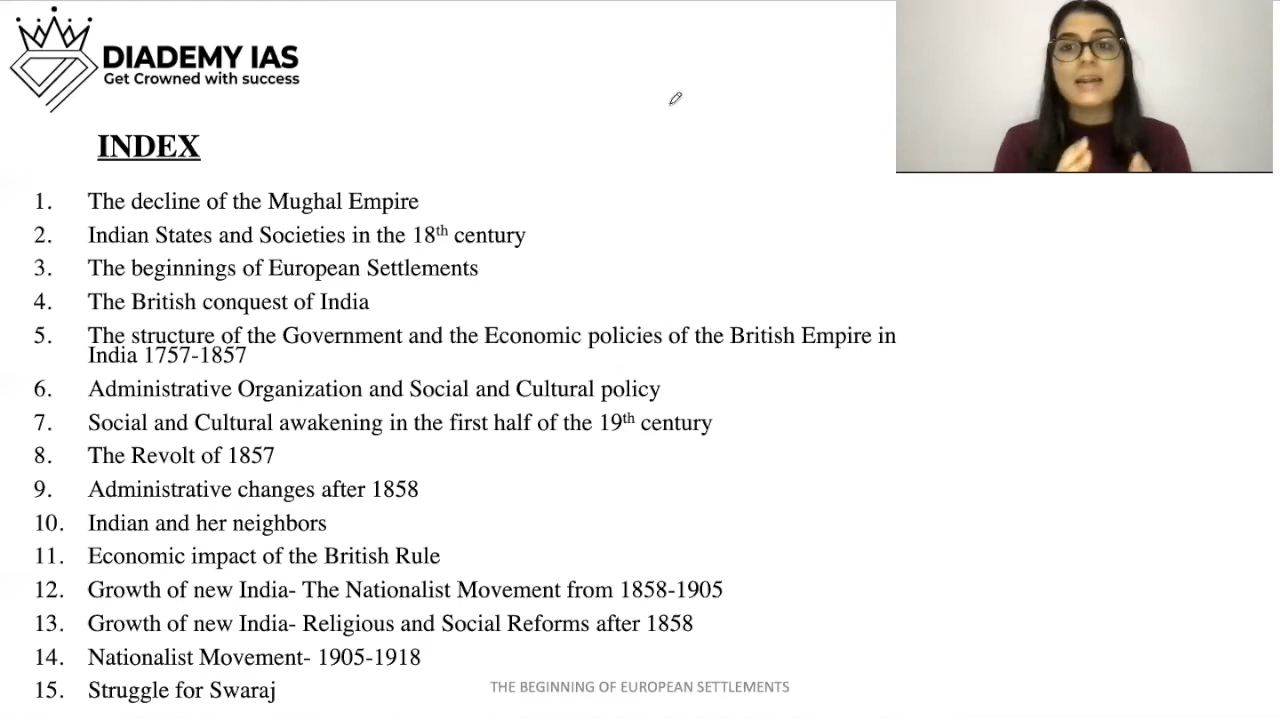 DIADEMY IAS
Get Crowned with success
INDEX
1. The decline of the Mughal Empire
2. Indian States and Societies in the 18th century
3. The beginnings of European Settlements
4. The British conquest of India
5. The structure of the Government and the Economic policies of the British Empire in
India 1757-1857
6. Administrative Organization and Social and Cultural policy
7. Social and Cultural awakening in the first half of the 19th century
8. The Revolt of 1857
9. Administrative changes after 1858
10. Indian and her neighbors
11. Economic impact of the British Rule
12. Growth of new India- The Nationalist Movement from 1858-1905
13. Growth of new India- Religious and Social Reforms after 1858
14. Nationalist Movement- 1905-1918
15. Struggle for Swaraj
THE BEGINNING OF EUROPEAN SETTLEMENTS